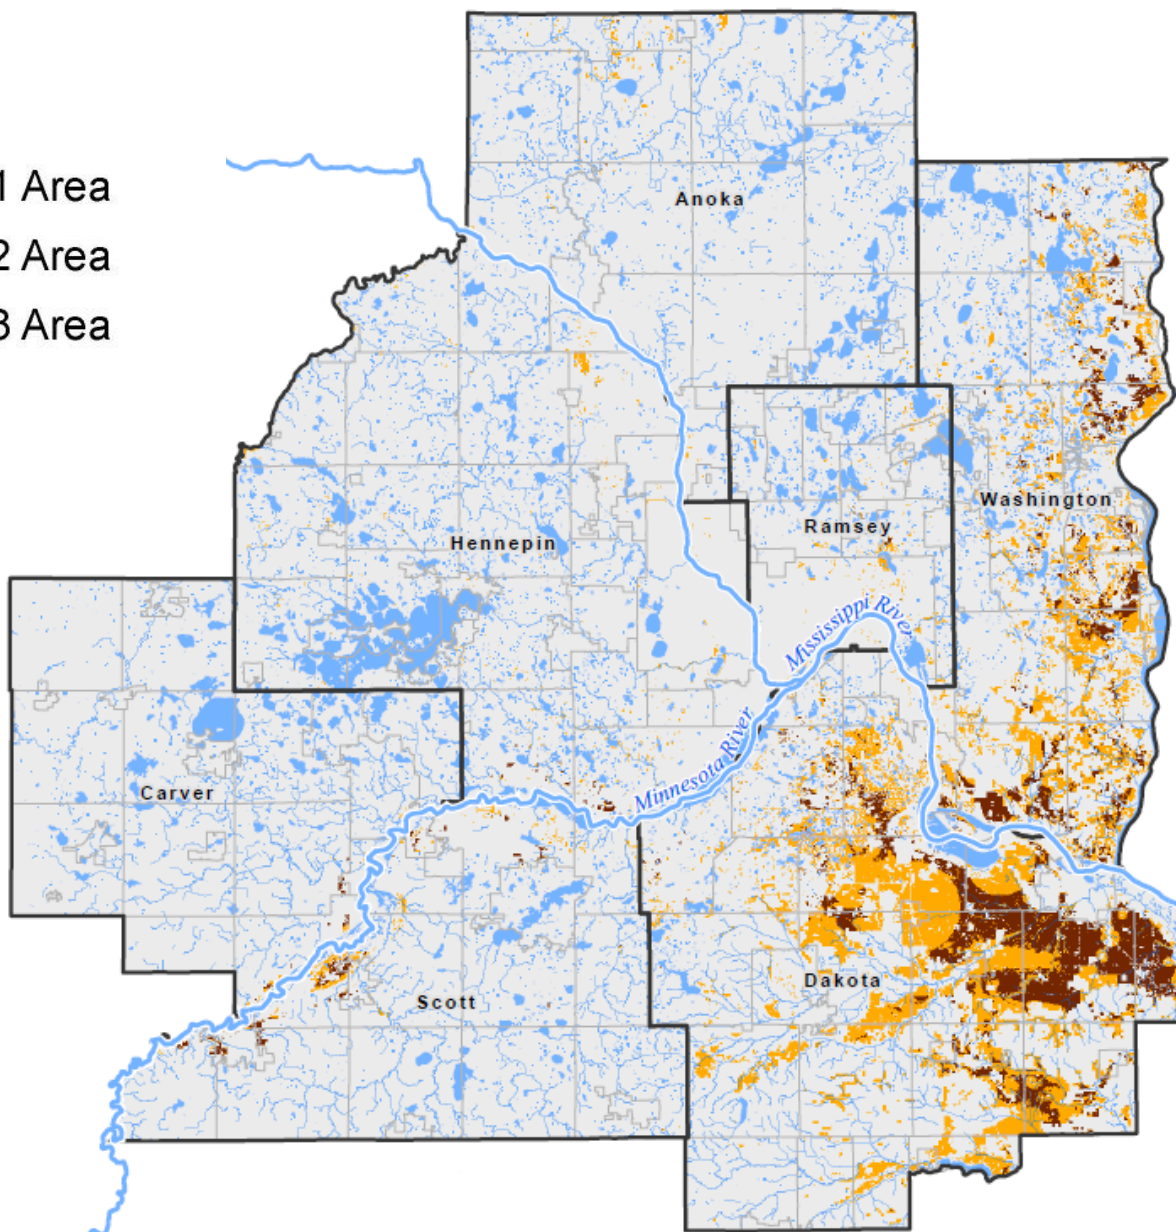 1 Area
2 Area
3 Area
Anoka
Washington
Ramsey
Hennepin
Mississippi River
Minnesota River
Carver
Dakota
Scott